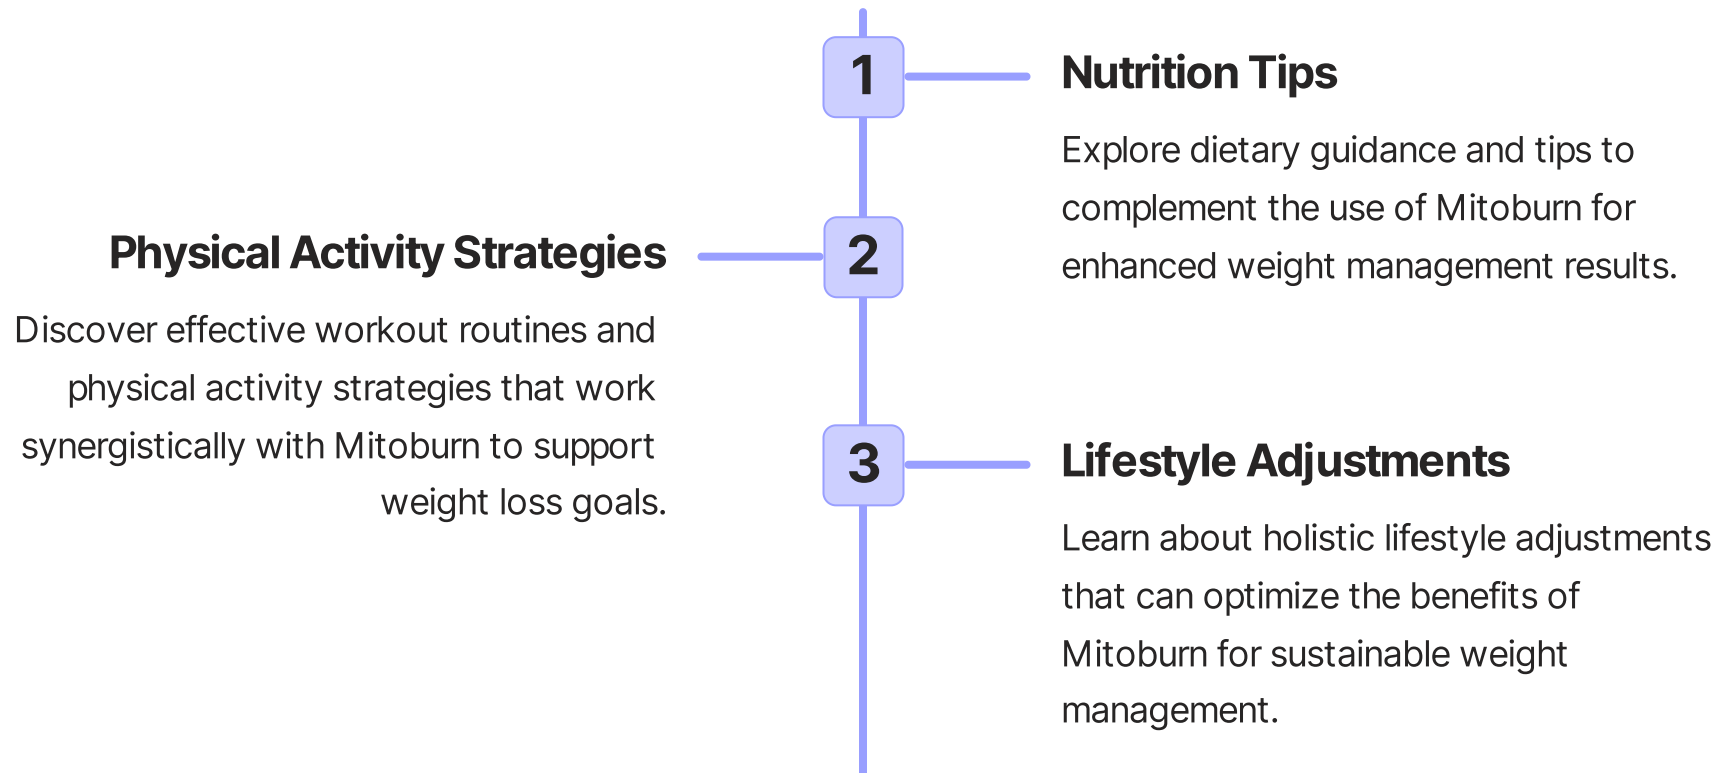 1
Nutrition Tips
Explore dietary guidance and tips to
complement the use of Mitoburn for
enhanced weight management results.
2
Physical Activity Strategies
Discover effective workout routines and
physical activity strategies that work
synergistically with Mitoburn to support
weight loss goals.
3
Lifestyle Adjustments
Learn about holistic lifestyle adjustments
that can optimize the benefits of
Mitoburn for sustainable weight
management.